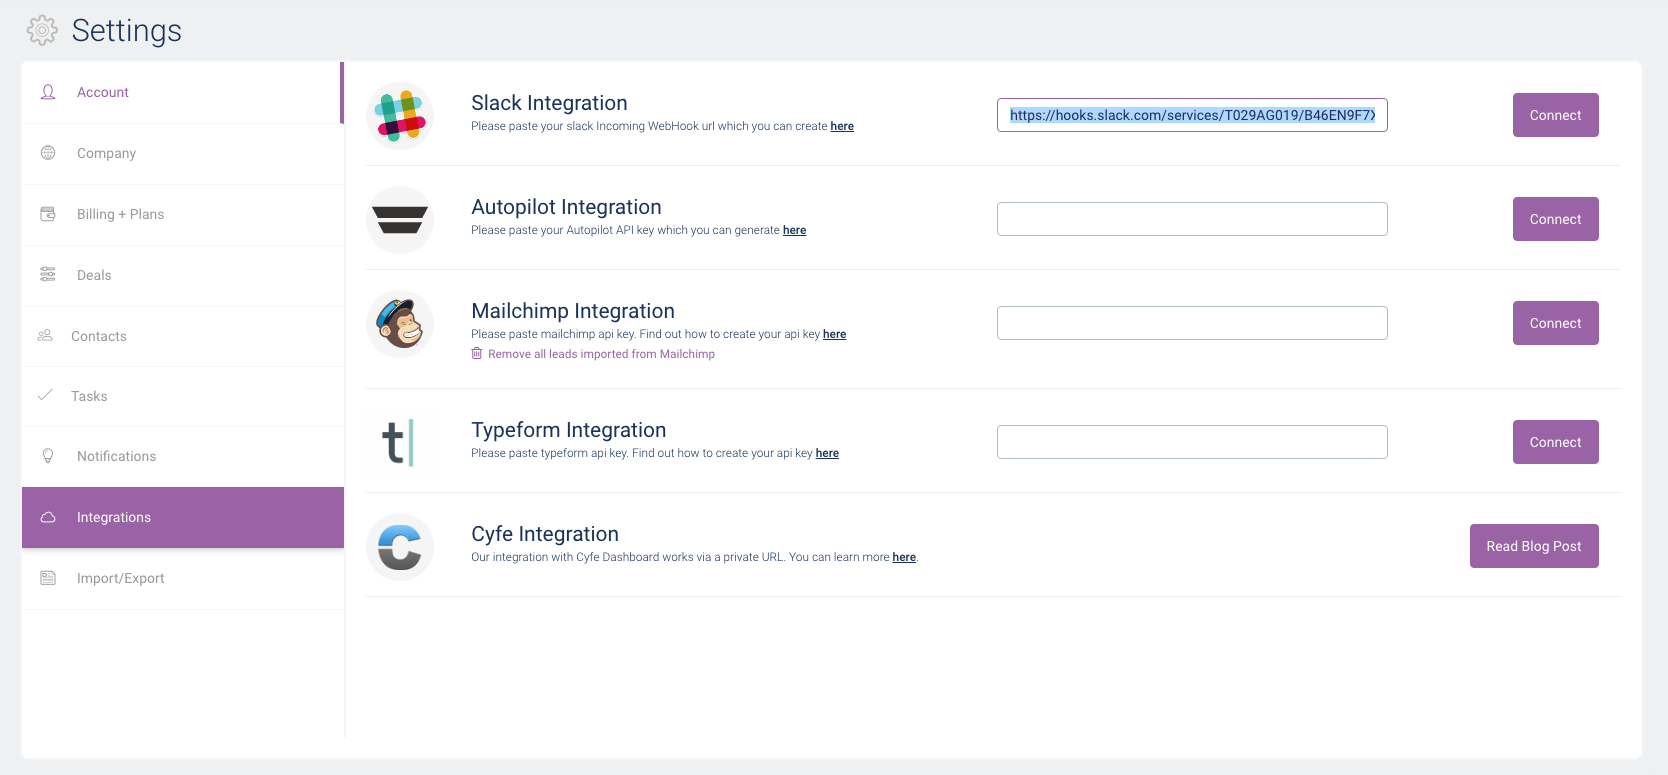 Settings
Account
Company
Billing + Plans
Deals
Contacts
Tasks
Notifications
Integrations
Import/Export
Slack Integration
Please paste your slack Incoming WebHook url which you can create here
https://hooks.slack.com/services/T029AG019/B46EN9F7X
Connect
Autopilot Integration
Please paste your Autopilot API key which you can generate here
Connect
Mailchimp Integration
Please paste mailchimp api key. Find out how to create your api key here
Remove all leads imported from Mailchimp
Connect
t
Typeform Integration
Please paste typeform api key. Find out how to create your api key here
Connect
C
Cyfe Integration
Our integration with Cyfe Dashboard works via a private URL. You can learn more here.
Read Blog Post